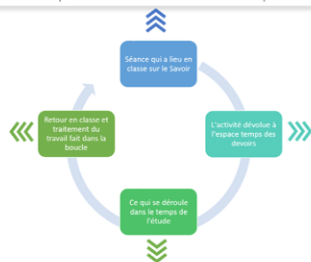 Séance qui a lieu en
classe sur le Savoir
L'activité dévolue à
l'espace temps des
devoirs
Ce qui se déroule
dans le temps de
l'étude
Retour en classe et
traitement du
travail fait dans la
boucle